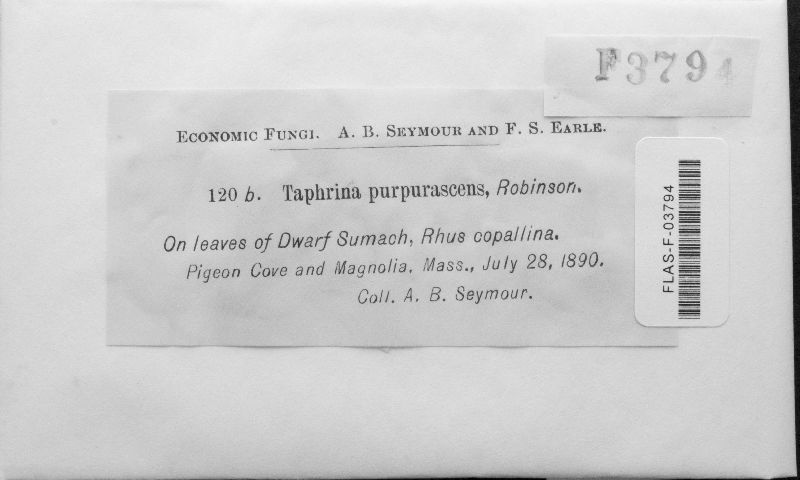 F3794
ECONOMIC FUNGI. A. B. SEYMOUR AND F. S. EARLE.
120 b. Taphrina purpurascens, Robinson.
On leaves of Dwarf Sumach, Rhus copallina.
Pigeon Cove and Magnolia, Mass., July 28, 1890.
Coll. A. B. Seymour.
FLAS-F-03794